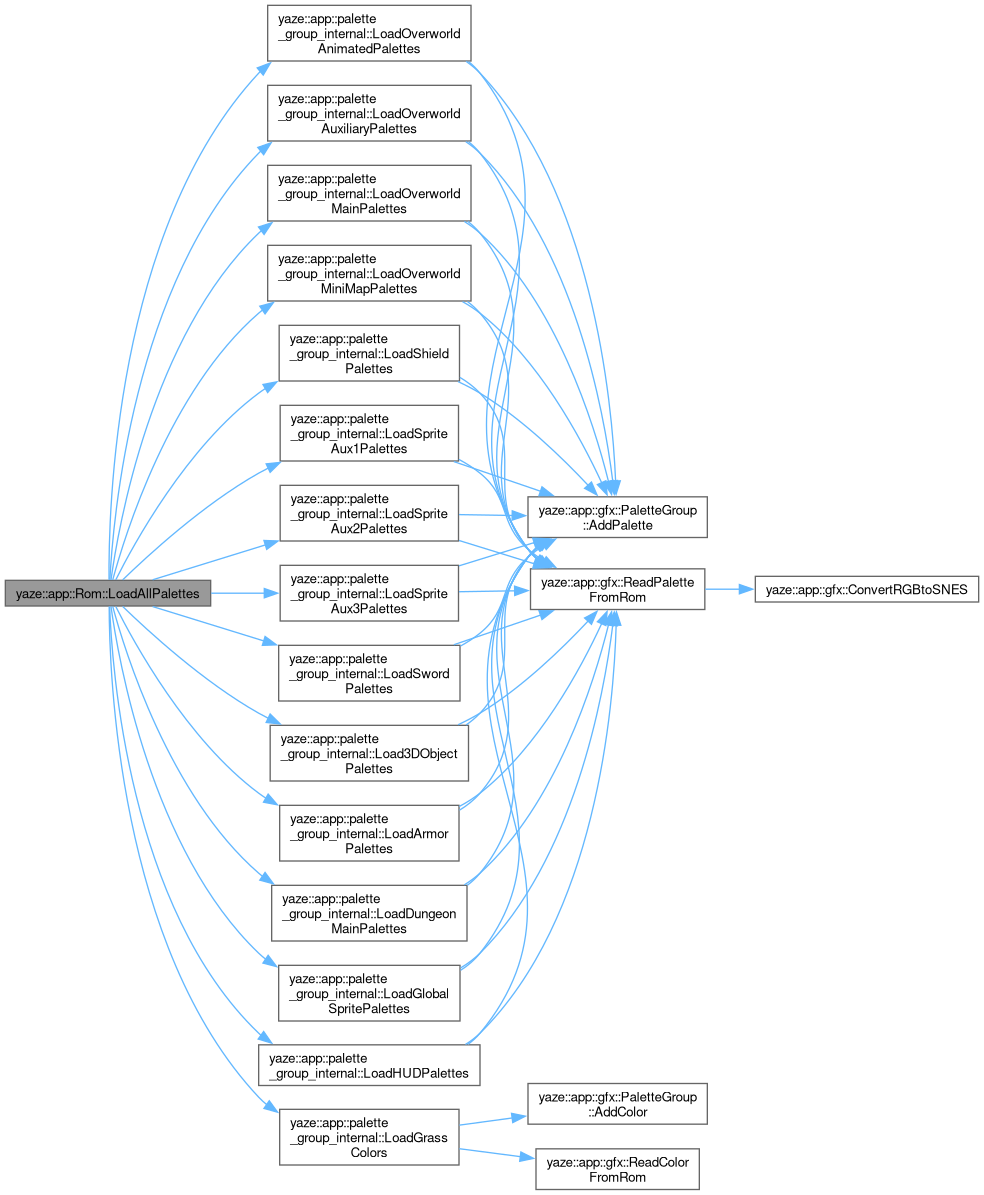 yaze::app::palette
_group_internal::LoadOverworld
AnimatedPalettes
yaze::app::palette
_group_internal::LoadOverworld
AuxiliaryPalettes
yaze::app::palette
_group_internal::LoadOverworld
MainPalettes
yaze::app::palette
_group_internal::LoadOverworld
MiniMapPalettes
yaze::app::palette
_group_internal::LoadShield
Palettes
yaze::app::palette
_group_internal::LoadSprite
Aux1Palettes
yaze::app::palette
_group_internal::LoadSprite
Aux2Palettes
yaze::app::palette
_group_internal::LoadSprite
Aux3Palettes
yaze::app::Rom::LoadAllPalettes
yaze::app::palette
_group_internal::LoadSword
Palettes
yaze::app::palette
_group_internal::Load3DObject
Palettes
yaze::app::palette
_group_internal::LoadArmor
Palettes
yaze::app::palette
_group_internal::LoadDungeon
MainPalettes
yaze::app::palette
_group_internal::LoadGlobal
SpritePalettes
yaze::app::palette
_group_internal::LoadHUDPalettes
yaze::app::palette
_group_internal::LoadGrass
Colors
yaze::app::gfx::PaletteGroup
::AddPalette
yaze::app::gfx::ReadPalette
FromRom
yaze::app::gfx::ConvertRGBtoSNES
yaze::app::gfx::PaletteGroup
::AddColor
yaze::app::gfx::ReadColor
FromRom